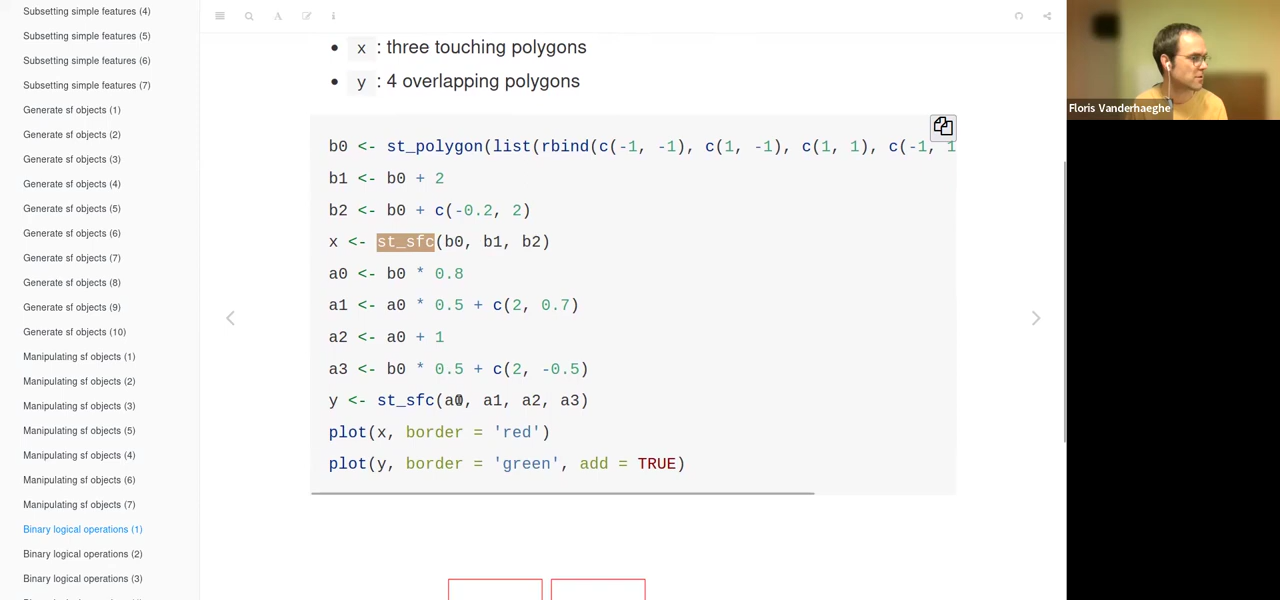 Subsetting simple features (4)
Subsetting simple features (5)
Subsetting simple features (6)
Subsetting simple features (7)
Generate sf objects (1)
Generate sf objects (2)
Generate sf objects (3)
Generate sf objects (4)
Generate sf objects (5)
Generate sf objects (6)
Generate sf objects (7)
Generate sf objects (8)
Generate sf objects (9)
Generate sf objects (10)
Manipulating sf objects (1)
Manipulating sf objects (2)
Manipulating sf objects (3)
Manipulating sf objects (5)
Manipulating sf objects (4)
Manipulating sf objects (6)
Manipulating sf objects (7)
Binary logical operations (1)
Binary logical operations (2)
Binary logical operations (3)
A
i
• x : three touching polygons
• y : 4 overlapping polygons
b0 <- st_polygon(list(rbind(c(-1, -1), c(1, -1), c(1, 1), c(-1, 1
b1 <- b0 + 2
b2 <- b0 + c(-0.2, 2)
x <- st_sfc(b0, b1, b2)
a0 <- b0 * 0.8
a1 <- a0 * 0.5 + c(2, 0.7)
a2 <- a0 + 1
a3 <- b0 * 0.5 + c(2, -0.5)
y <- st_sfc(a0, a1, a2, a3)
plot(x, border = 'red')
plot(y, border = 'green', add = TRUE)
Floris Vanderhaeghe